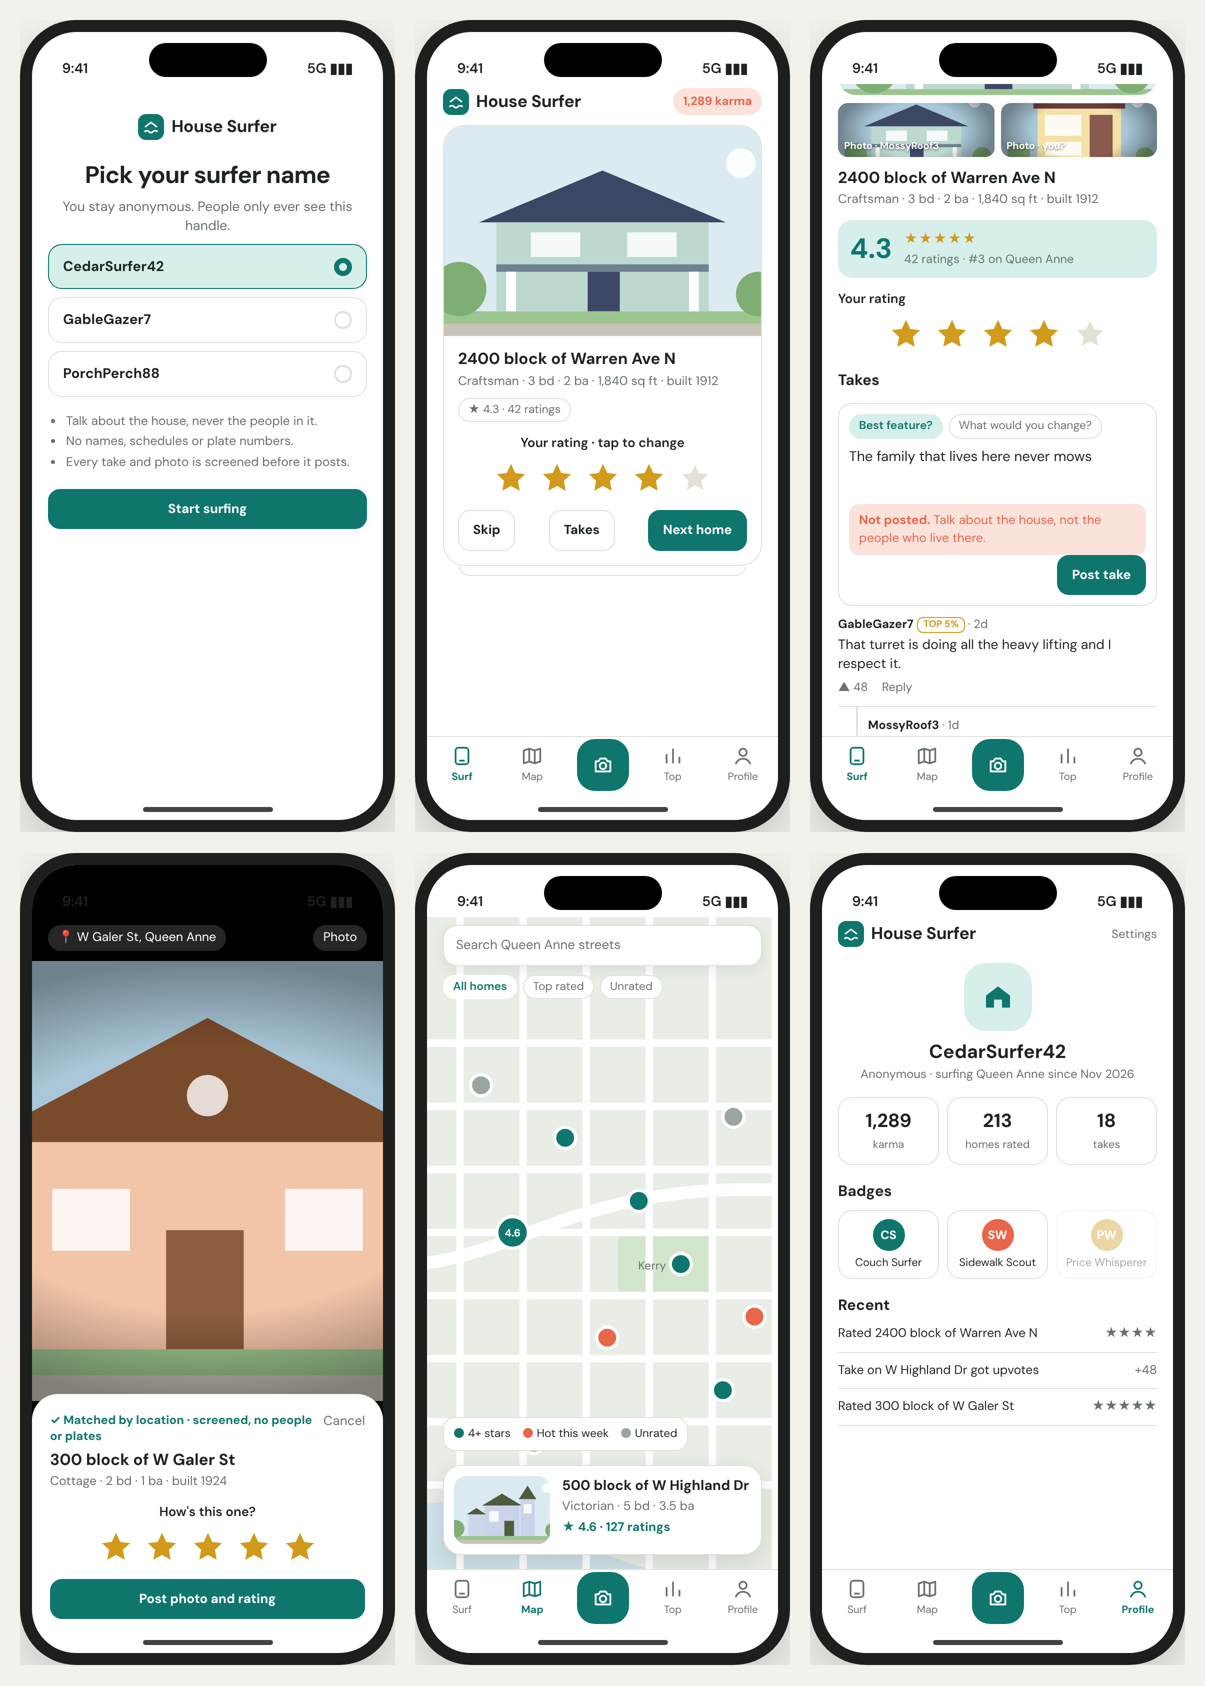 9:41
5G
House Surfer
Pick your surfer name
You stay anonymous. People only ever see this
handle.
CedarSurfer42
GableGazer7
PorchPerch88
• Talk about the house, never the people in it.
• No names, schedules or plate numbers.
• Every take and photo is screened before it posts.
Start surfing
9:41
5G
House Surfer
1,289 karma
2400 block of Warren Ave N
Craftsman · 3 bd · 2 ba · 1,840 sq ft · built 1912
★ 4.3 · 42 ratings
Your rating · tap to change
Skip
Takes
Next home
Surf
Map
Top
Profile
9:41
5G
Photo · MossyRoof3
Photo · you?
2400 block of Warren Ave N
Craftsman · 3 bd · 2 ba · 1,840 sq ft · built 1912
4.3
★★★★★
42 ratings · #3 on Queen Anne
Your rating
Takes
Best feature?
What would you change?
The family that lives here never mows
Not posted. Talk about the house, not the
people who live there.
Post take
GableGazer7 TOP 5% · 2d
That turret is doing all the heavy lifting and I
respect it.
▲ 48 Reply
MossyRoof3 · 1d
Surf
Map
Top
Profile
9:41
5G
📍 W Galer St, Queen Anne
Photo
✓ Matched by location · screened, no people
or plates
Cancel
300 block of W Galer St
Cottage · 2 bd · 1 ba · built 1924
How's this one?
Post photo and rating
9:41
5G
Search Queen Anne streets
All homes
Top rated
Unrated
4.6
Kerry
4+ stars
Hot this week
Unrated
500 block of W Highland Dr
Victorian · 5 bd · 3.5 ba
★ 4.6 · 127 ratings
Surf
Map
Top
Profile
9:41
5G
House Surfer
Settings
CedarSurfer42
Anonymous · surfing Queen Anne since Nov 2026
1,289
karma
213
homes rated
18
takes
Badges
CS
Couch Surfer
SW
Sidewalk Scout
PW
Price Whisperer
Recent
Rated 2400 block of Warren Ave N ★★★★
Take on W Highland Dr got upvotes +48
Rated 300 block of W Galer St ★★★★★
Surf
Map
Top
Profile